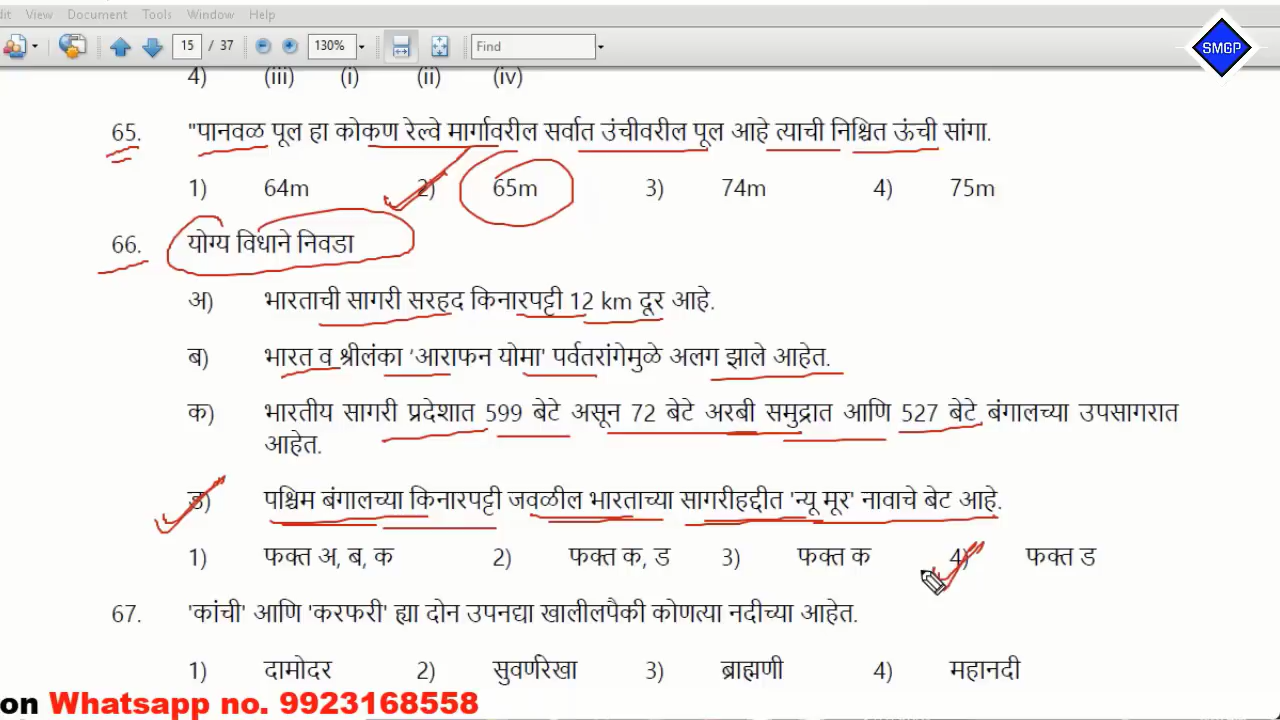 dit View Document Tools Window Help
15 / 37 130% Find
SMGP
4) (iii) (i) (ii) (iv)
65. "पानवळ पूल हा कोकण रेल्वे मार्गावरील सर्वात उंचीवरील पूल आहे त्याची निश्चित ऊंची सांगा.
1) 64m 2) 65m 3) 74m 4) 75m
66. योग्य विधाने निवडा
अ) भारताची सागरी सरहद किनारपट्टी 12 km दूर आहे.
ब) भारत व श्रीलंका 'आराफन योमा' पर्वतरांगेमुळे अलग झाले आहेत.
क) भारतीय सागरी प्रदेशात 599 बेटे असून 72 बेटे अरबी समुद्रात आणि 527 बेटे बंगालच्या उपसागरात
आहेत.
ड) पश्चिम बंगालच्या किनारपट्टी जवळील भारताच्या सागरीहद्दीत 'न्यू मूर' नावाचे बेट आहे.
1) फक्त अ, ब, क 2) फक्त क, ड 3) फक्त क 4) फक्त ड
67. 'कांची' आणि 'करफरी' ह्या दोन उपनद्या खालीलपैकी कोणत्या नदीच्या आहेत.
1) दामोदर 2) सुवर्णरेखा 3) ब्राह्मणी 4) महानदी
on Whatsapp no. 9923168558